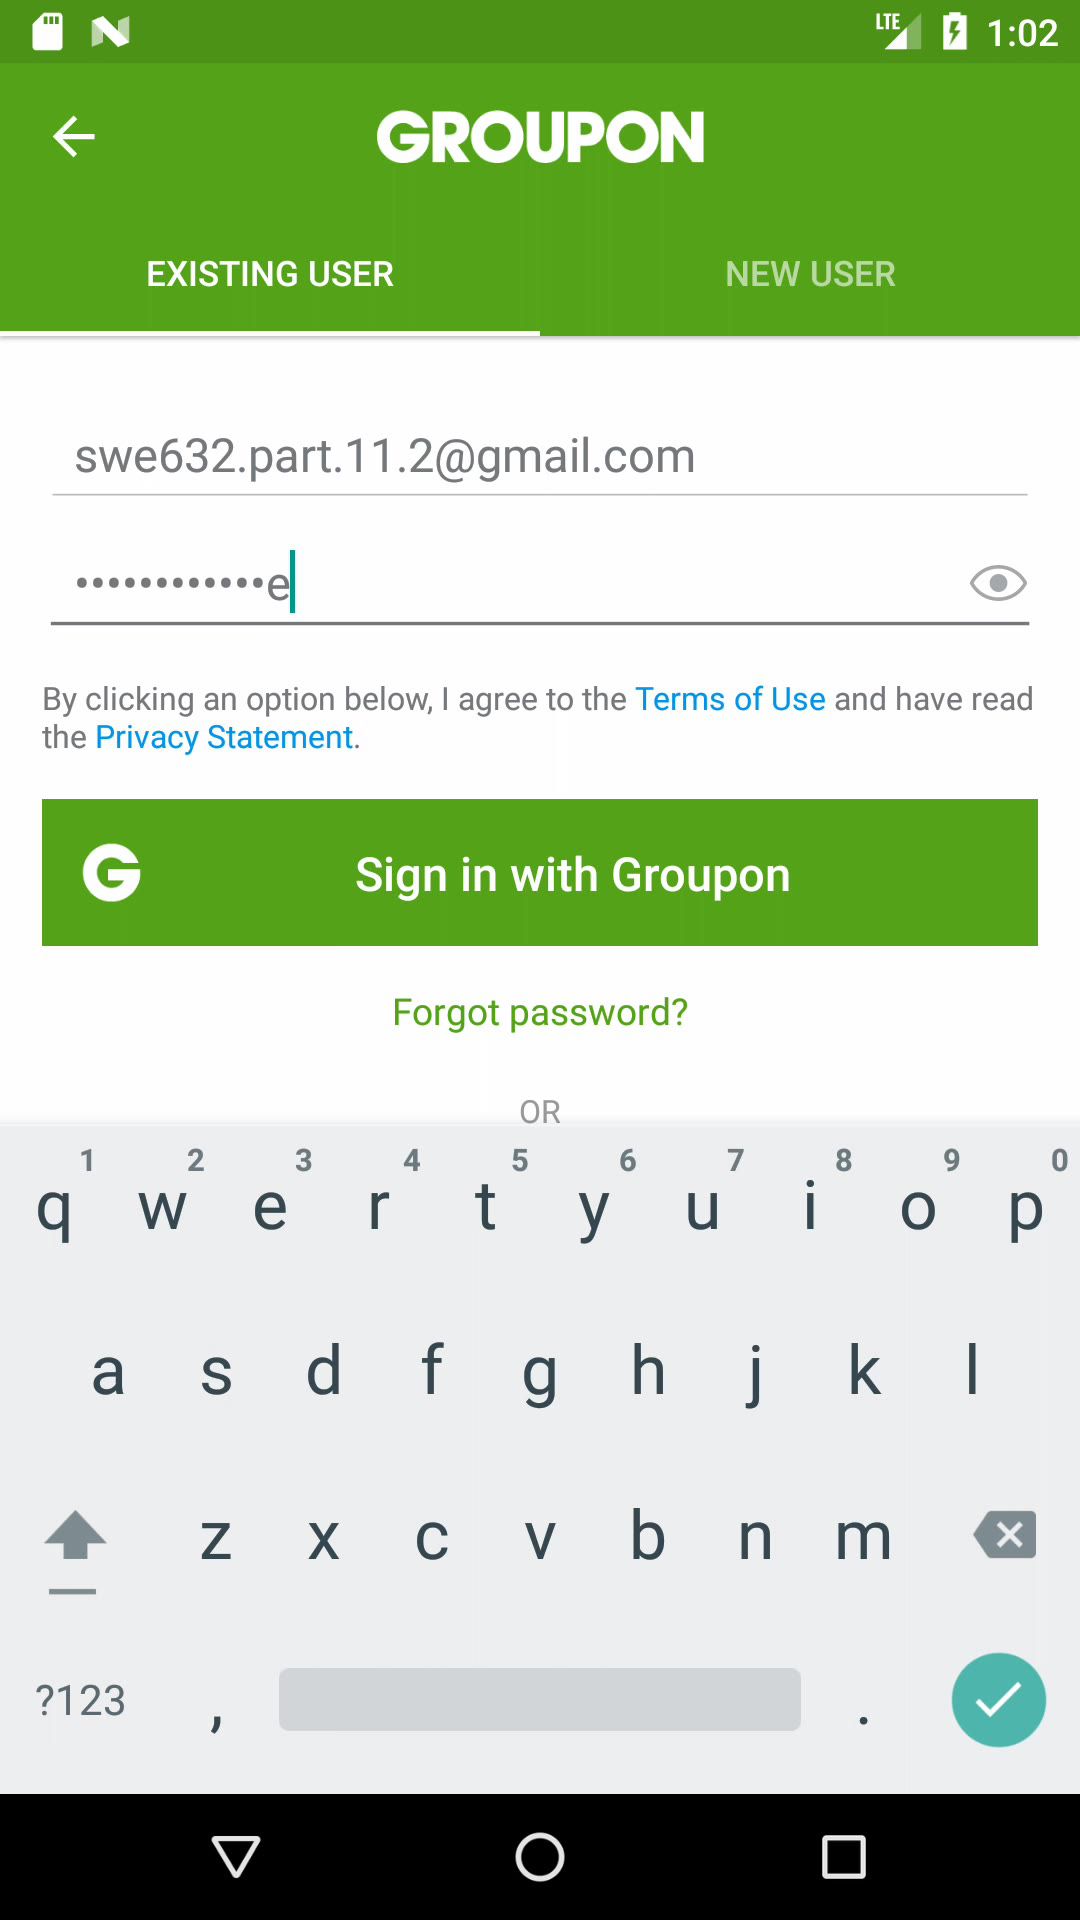 LTE 1:02
GROUPON
EXISTING USER NEW USER
swe632.part.11.2@gmail.com
••••••••••••e
By clicking an option below, I agree to the Terms of Use and have read
the Privacy Statement.
G Sign in with Groupon
Forgot password?
OR
1 2 3 4 5 6 7 8 9 0
q w e r t y u i o p
a s d f g h j k l
z x c v b n m
?123 , .